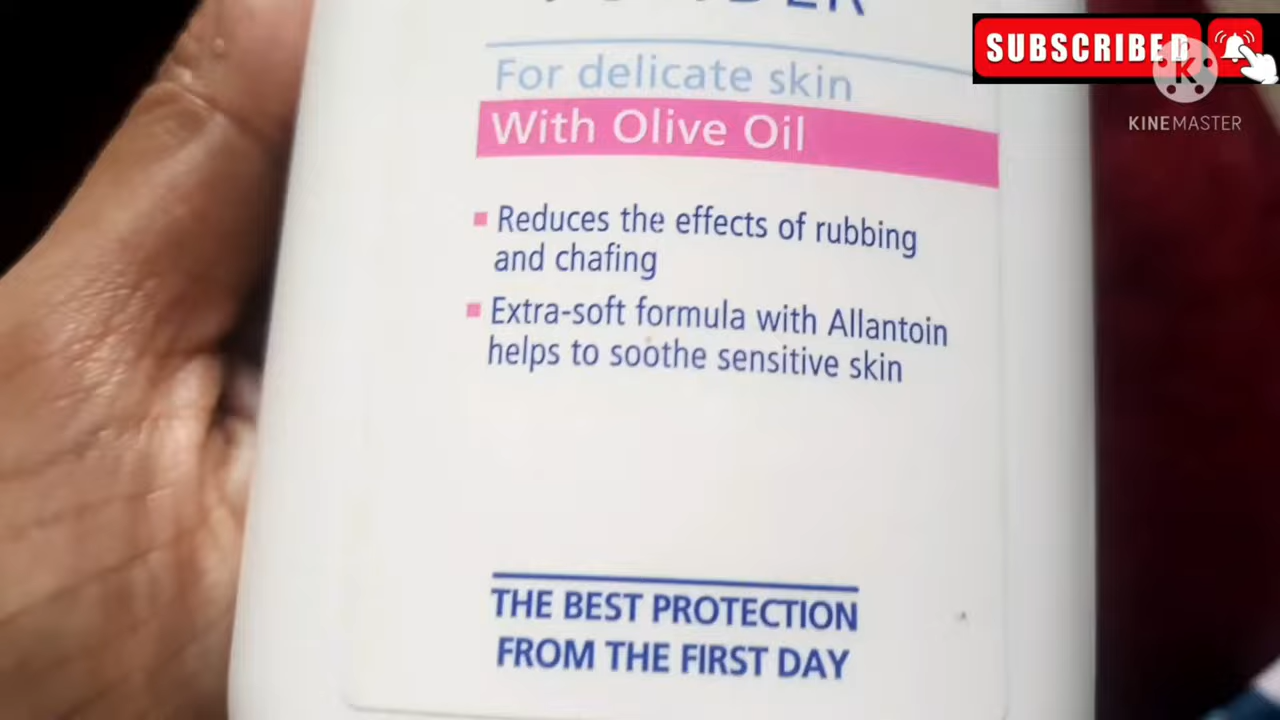 For delicate skin
With Olive Oil
Reduces the effects of rubbing
and chafing
Extra-soft formula with Allantoin
helps to soothe sensitive skin
THE BEST PROTECTION
FROM THE FIRST DAY
SUBSCRIBED
K
KINEMASTER